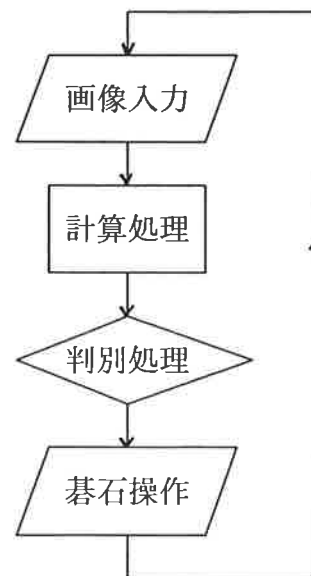 画像入力
計算処理
判別処理
碁石操作